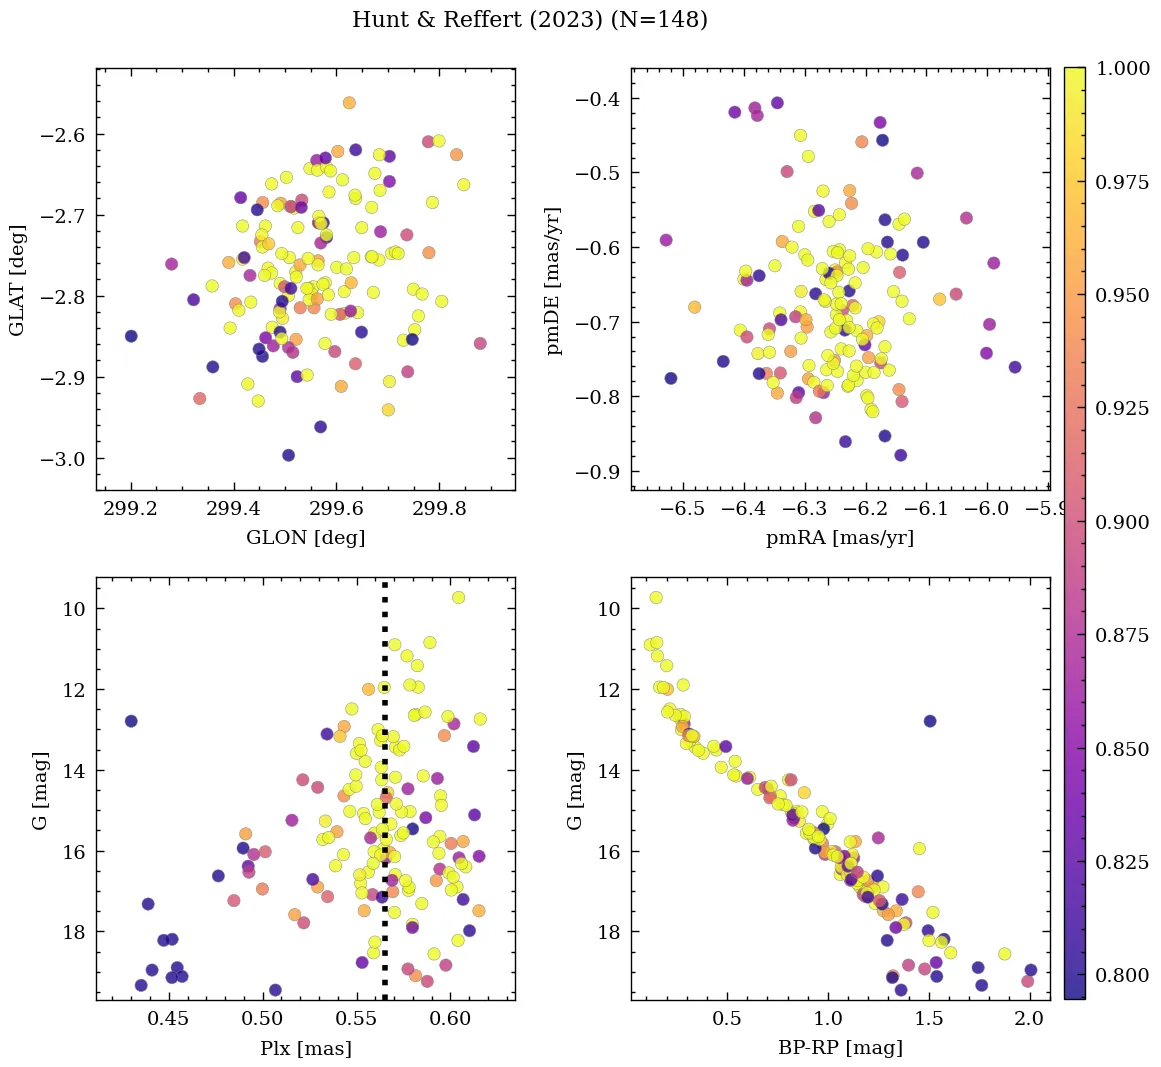 Hunt & Reffert (2023) (N=148)
−2.6
−2.7
−2.8
−2.9
−3.0
GLAT [deg]
299.2 299.4 299.6 299.8
GLON [deg]
−0.4
−0.5
−0.6
−0.7
−0.8
−0.9
pmDE [mas/yr]
−6.5 −6.4 −6.3 −6.2 −6.1 −6.0 −5.9
pmRA [mas/yr]
10
12
14
16
18
G [mag]
0.45 0.50 0.55 0.60
Plx [mas]
10
12
14
16
18
G [mag]
0.5 1.0 1.5 2.0
BP-RP [mag]
1.000
0.975
0.950
0.925
0.900
0.875
0.850
0.825
0.800